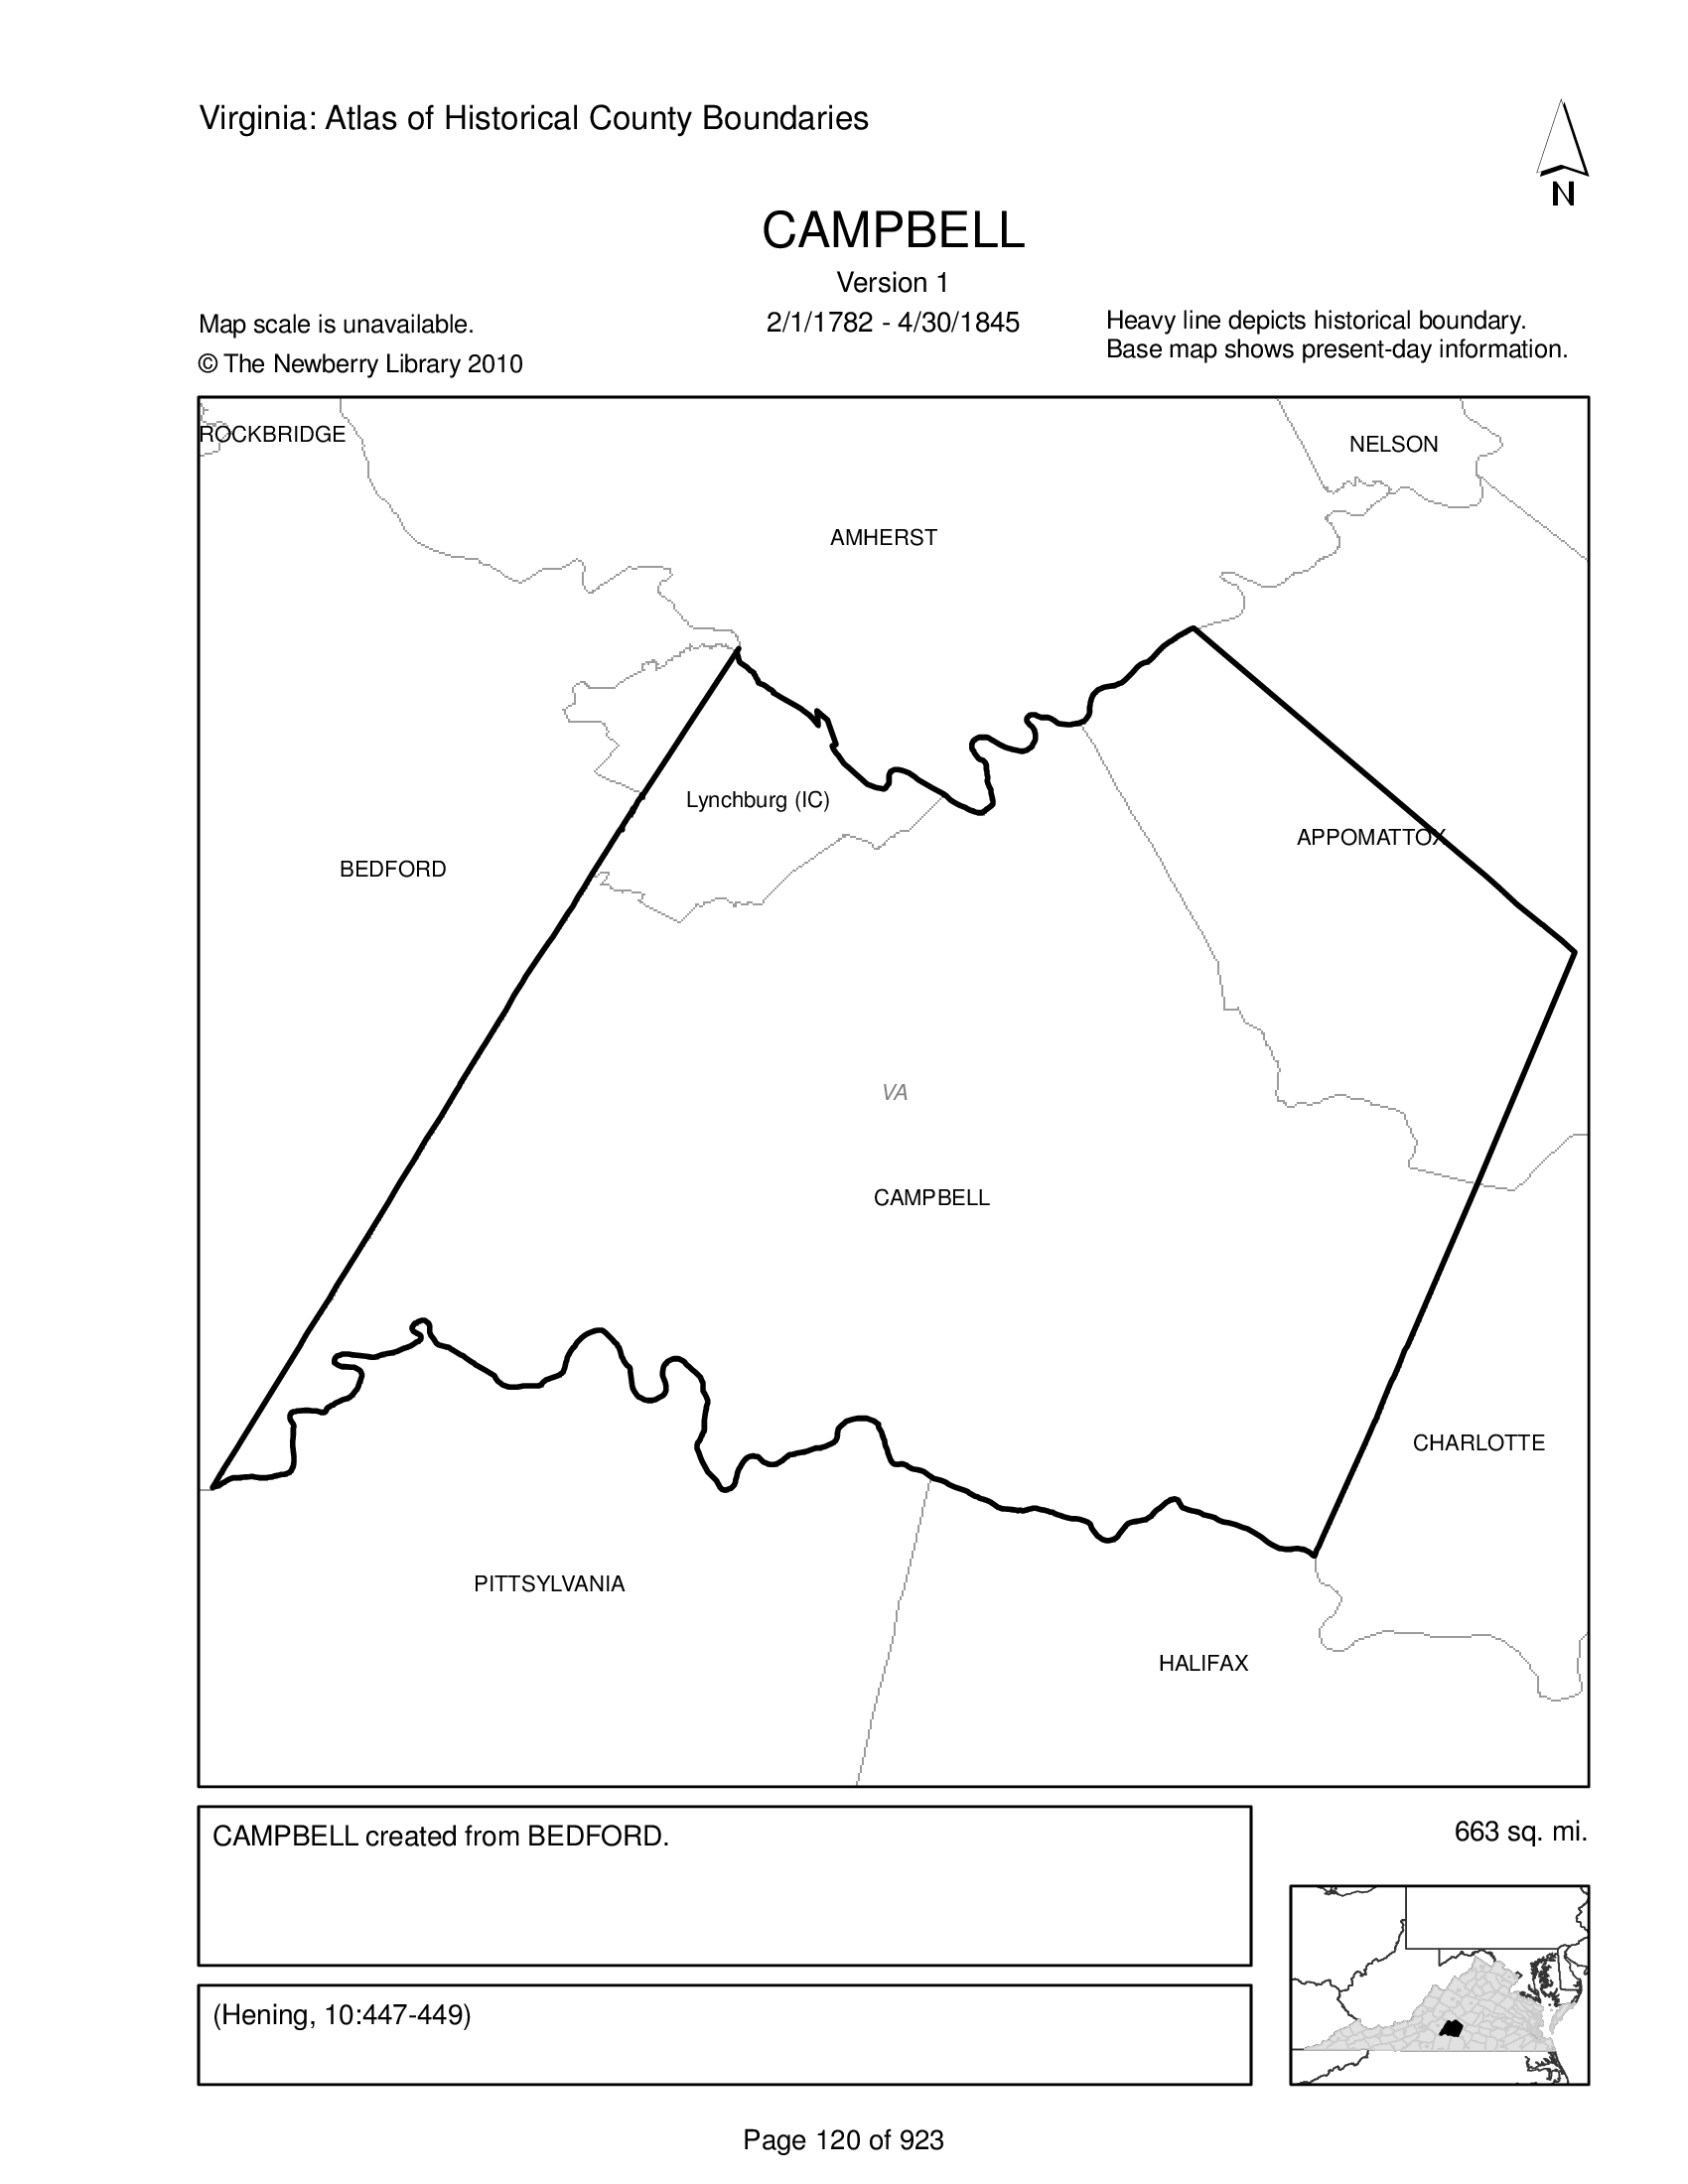 Virginia: Atlas of Historical County Boundaries
N
CAMPBELL
Version 1
2/1/1782 - 4/30/1845
Map scale is unavailable.
© The Newberry Library 2010
Heavy line depicts historical boundary.
Base map shows present-day information.
ROCKBRIDGE
NELSON
AMHERST
Lynchburg (IC)
APPOMATTOX
BEDFORD
VA
CAMPBELL
CHARLOTTE
PITTSYLVANIA
HALIFAX
CAMPBELL created from BEDFORD.
663 sq. mi.
(Hening, 10:447-449)
Page 120 of 923